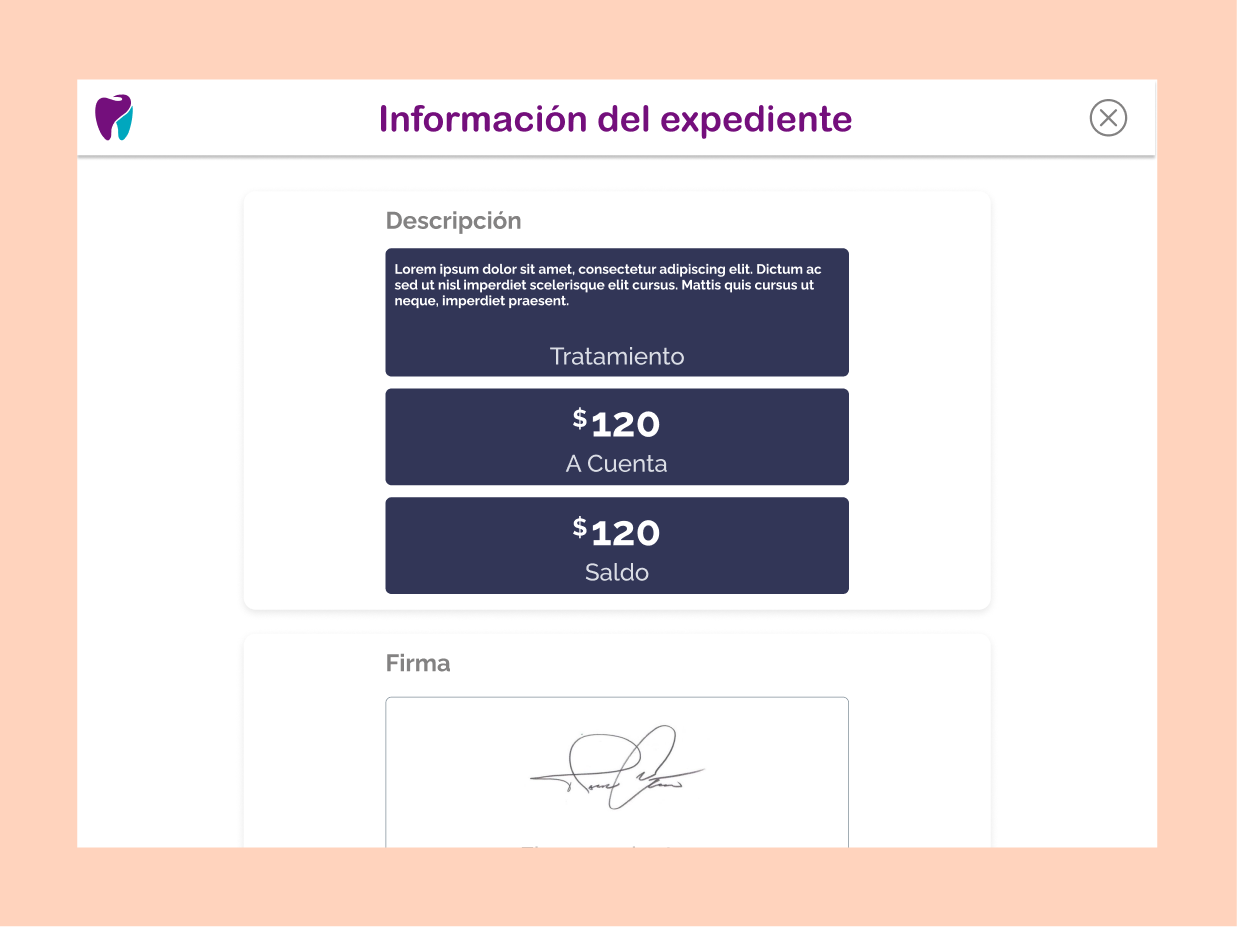 Información del expediente
Descripción
Lorem ipsum dolor sit amet, consectetur adipiscing elit. Dictum ac
sed ut nisl imperdiet scelerisque elit cursus. Mattis quis cursus ut
neque, imperdiet praesent.
Tratamiento
$120
A Cuenta
$120
Saldo
Firma